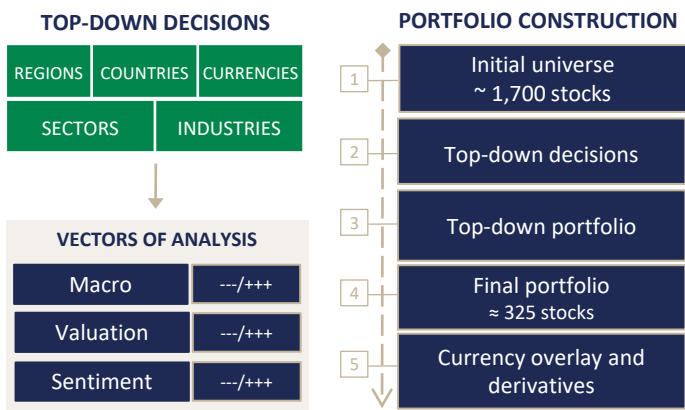 TOP-DOWN DECISIONS
REGIONS
COUNTRIES
CURRENCIES
SECTORS
INDUSTRIES
VECTORS OF ANALYSIS
Macro
---/+++
Valuation
---/+++
Sentiment
---/+++
PORTFOLIO CONSTRUCTION
1
Initial universe
~ 1,700 stocks
2
Top-down decisions
3
Top-down portfolio
4
Final portfolio
≈ 325 stocks
5
Currency overlay and
derivatives